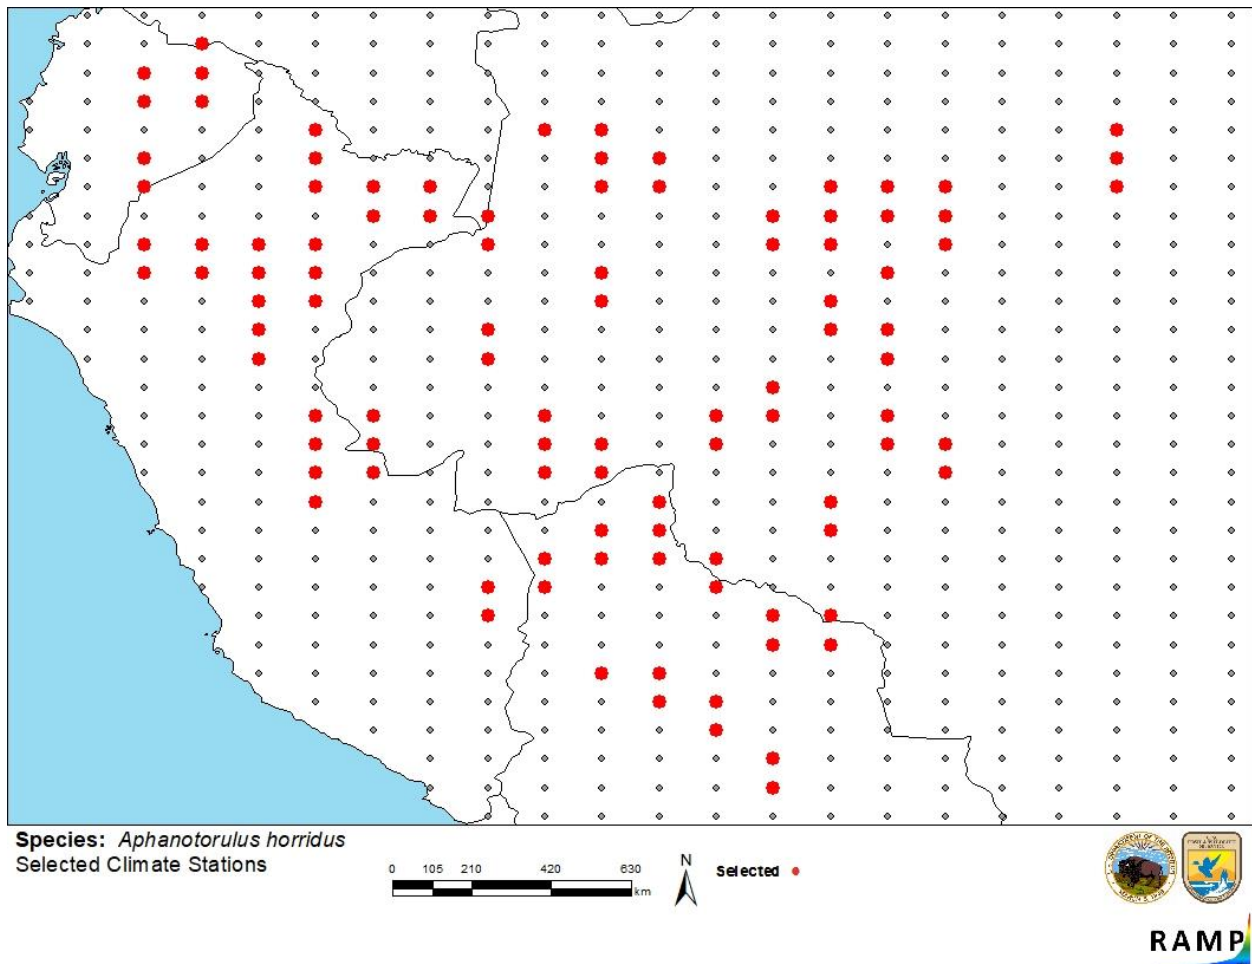 Species: Aphanotorulus horridus
Selected Climate Stations
0 105 210 420 630
km
N
Selected
RAMP